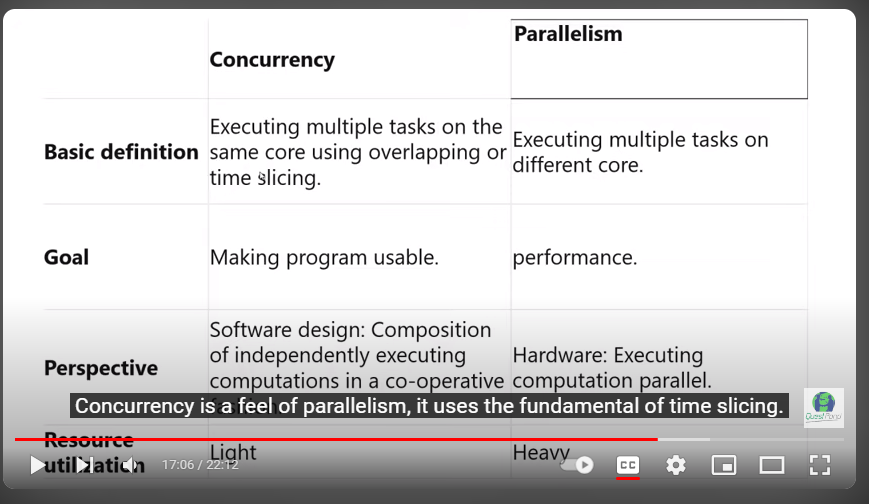 Concurrency
Parallelism
Basic definition
Executing multiple tasks on the
same core using overlapping or
time slicing.
Executing multiple tasks on
different core.
Goal
Making program usable.
performance.
Perspective
Software design: Composition
of independently executing
computations in a co-operative
Hardware: Executing
computation parallel.
Concurrency is a feel of parallelism, it uses the fundamental of time slicing.
Resource
utilization
Light
Heavy
17:06 / 22:12
CC